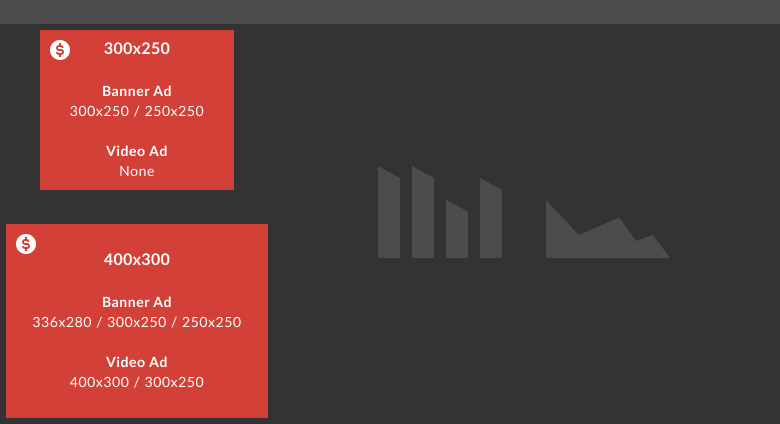 $
300x250
Banner Ad
300x250 / 250x250
Video Ad
None
$
400x300
Banner Ad
336x280 / 300x250 / 250x250
Video Ad
400x300 / 300x250